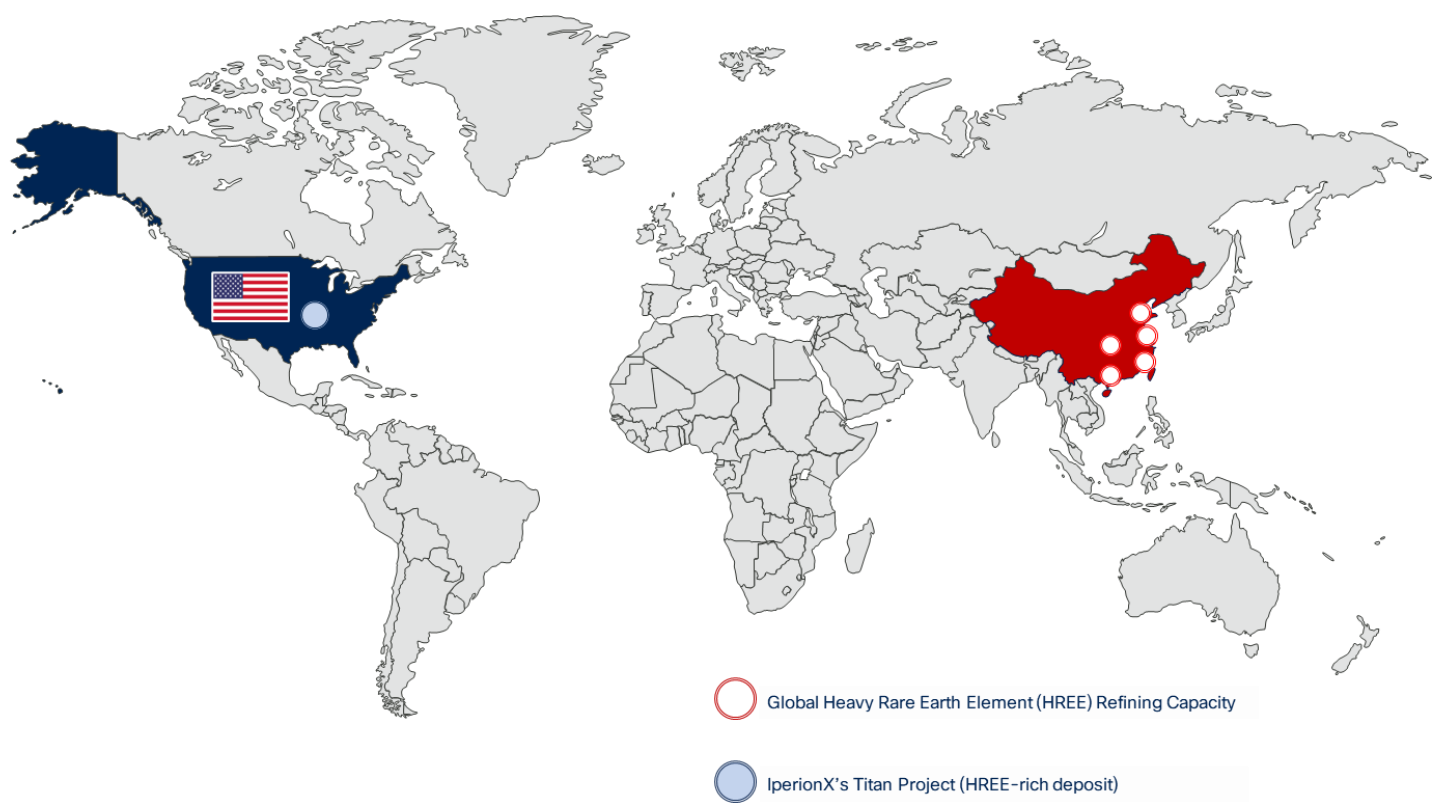 Global Heavy Rare Earth Element (HREE) Refining Capacity
IperionX's Titan Project (HREE-rich deposit)